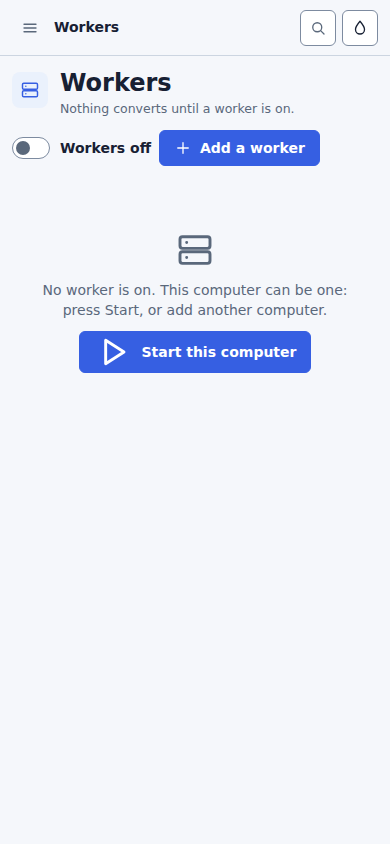 Workers
Workers
Nothing converts until a worker is on.
Workers off
Add a worker
No worker is on. This computer can be one:
press Start, or add another computer.
Start this computer